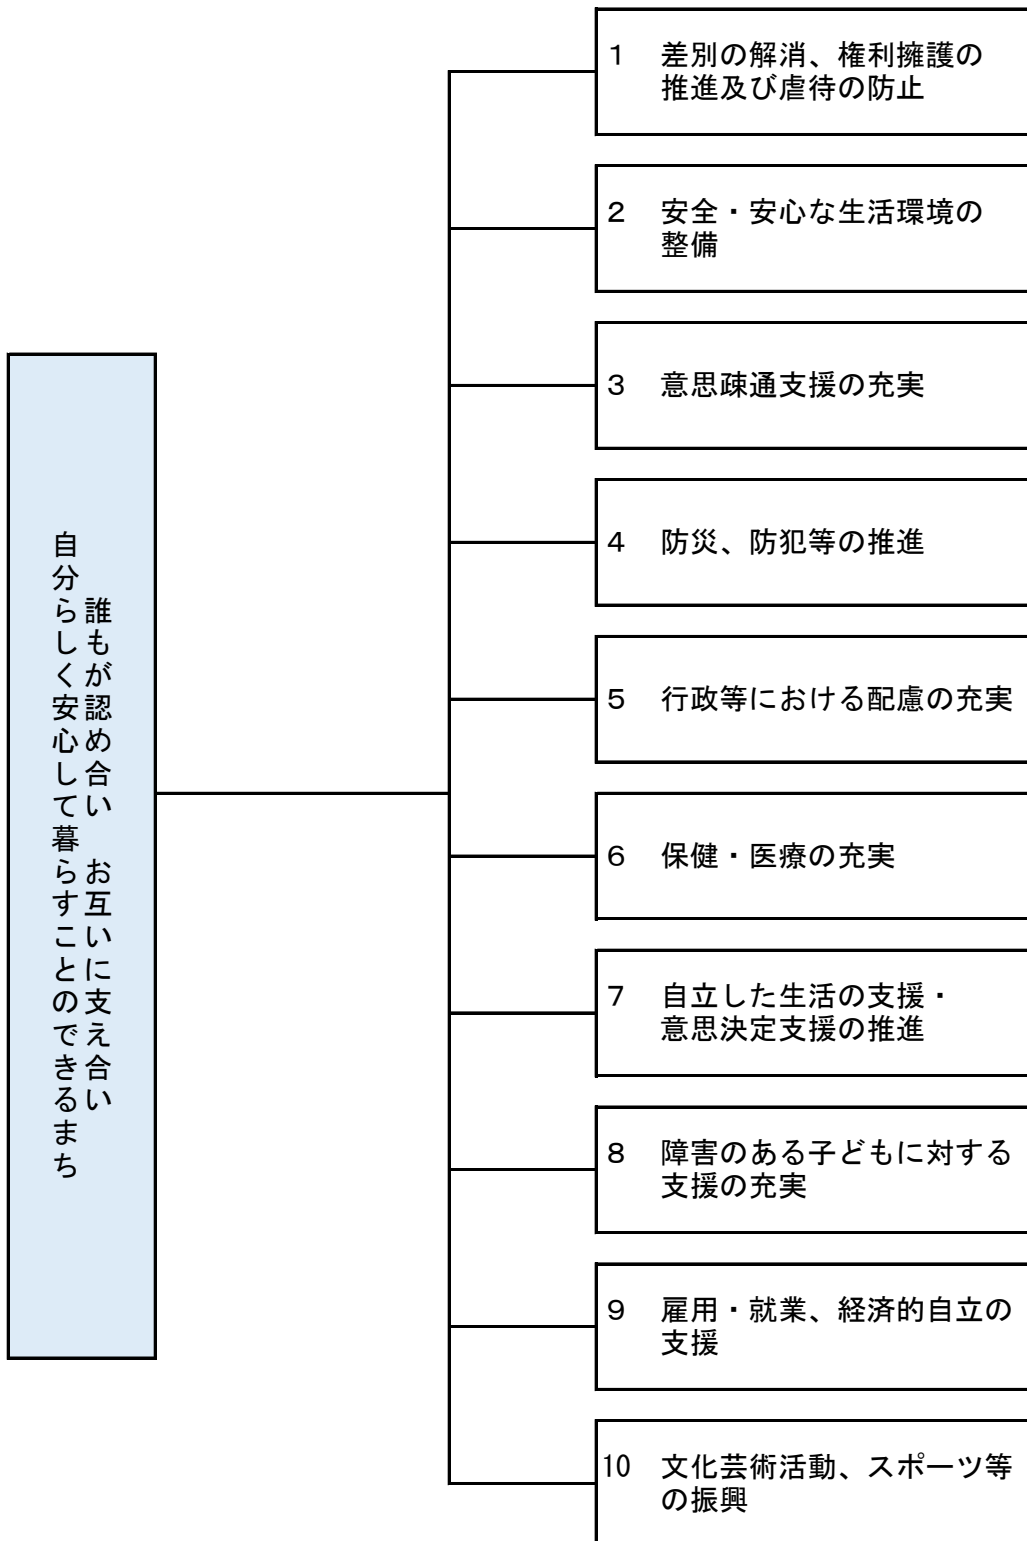 誰もが認め合い　お互いに支え合い
自分らしく安心して暮らすことのできるまち
1　差別の解消、権利擁護の
推進及び虐待の防止
2　安全・安心な生活環境の
整備
3　意思疎通支援の充実
4　防災、防犯等の推進
5　行政等における配慮の充実
6　保健・医療の充実
7　自立した生活の支援・
意思決定支援の推進
8　障害のある子どもに対する
支援の充実
9　雇用・就業、経済的自立の
支援
10　文化芸術活動、スポーツ等
の振興